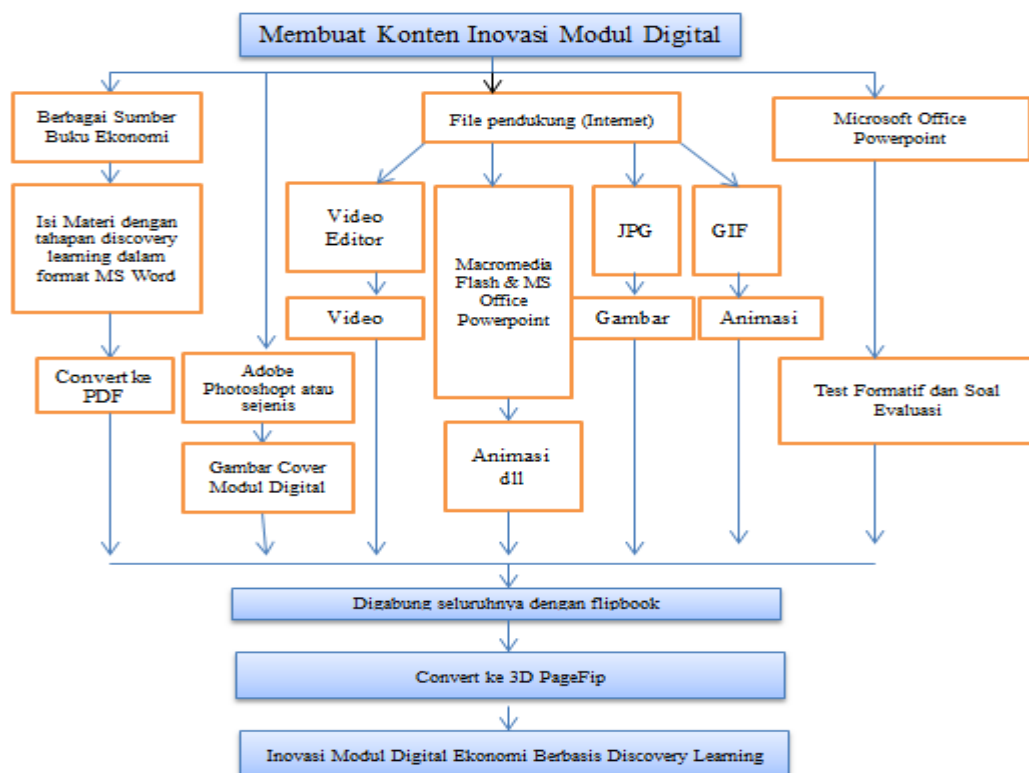 Membuat Konten Inovasi Modul Digital
Berbagai Sumber
Buku Ekonomi
File pendukung (Internet)
Microsoft Office
Powerpoint
Isi Materi dengan
tahapan discovery
learning dalam
format MS Word
Video
Editor
Macromedia
Flash & MS
Office
Powerpoint
JPG
GIF
Video
Gambar
Animasi
Convert ke
PDF
Adobe
Photoshopt atau
sejenis
Test Formatif dan Soal
Evaluasi
Gambar Cover
Modul Digital
Animasi
dll
Digabung seluruhnya dengan flipbook
Convert ke 3D PageFip
Inovasi Modul Digital Ekonomi Berbasis Discovery Learning